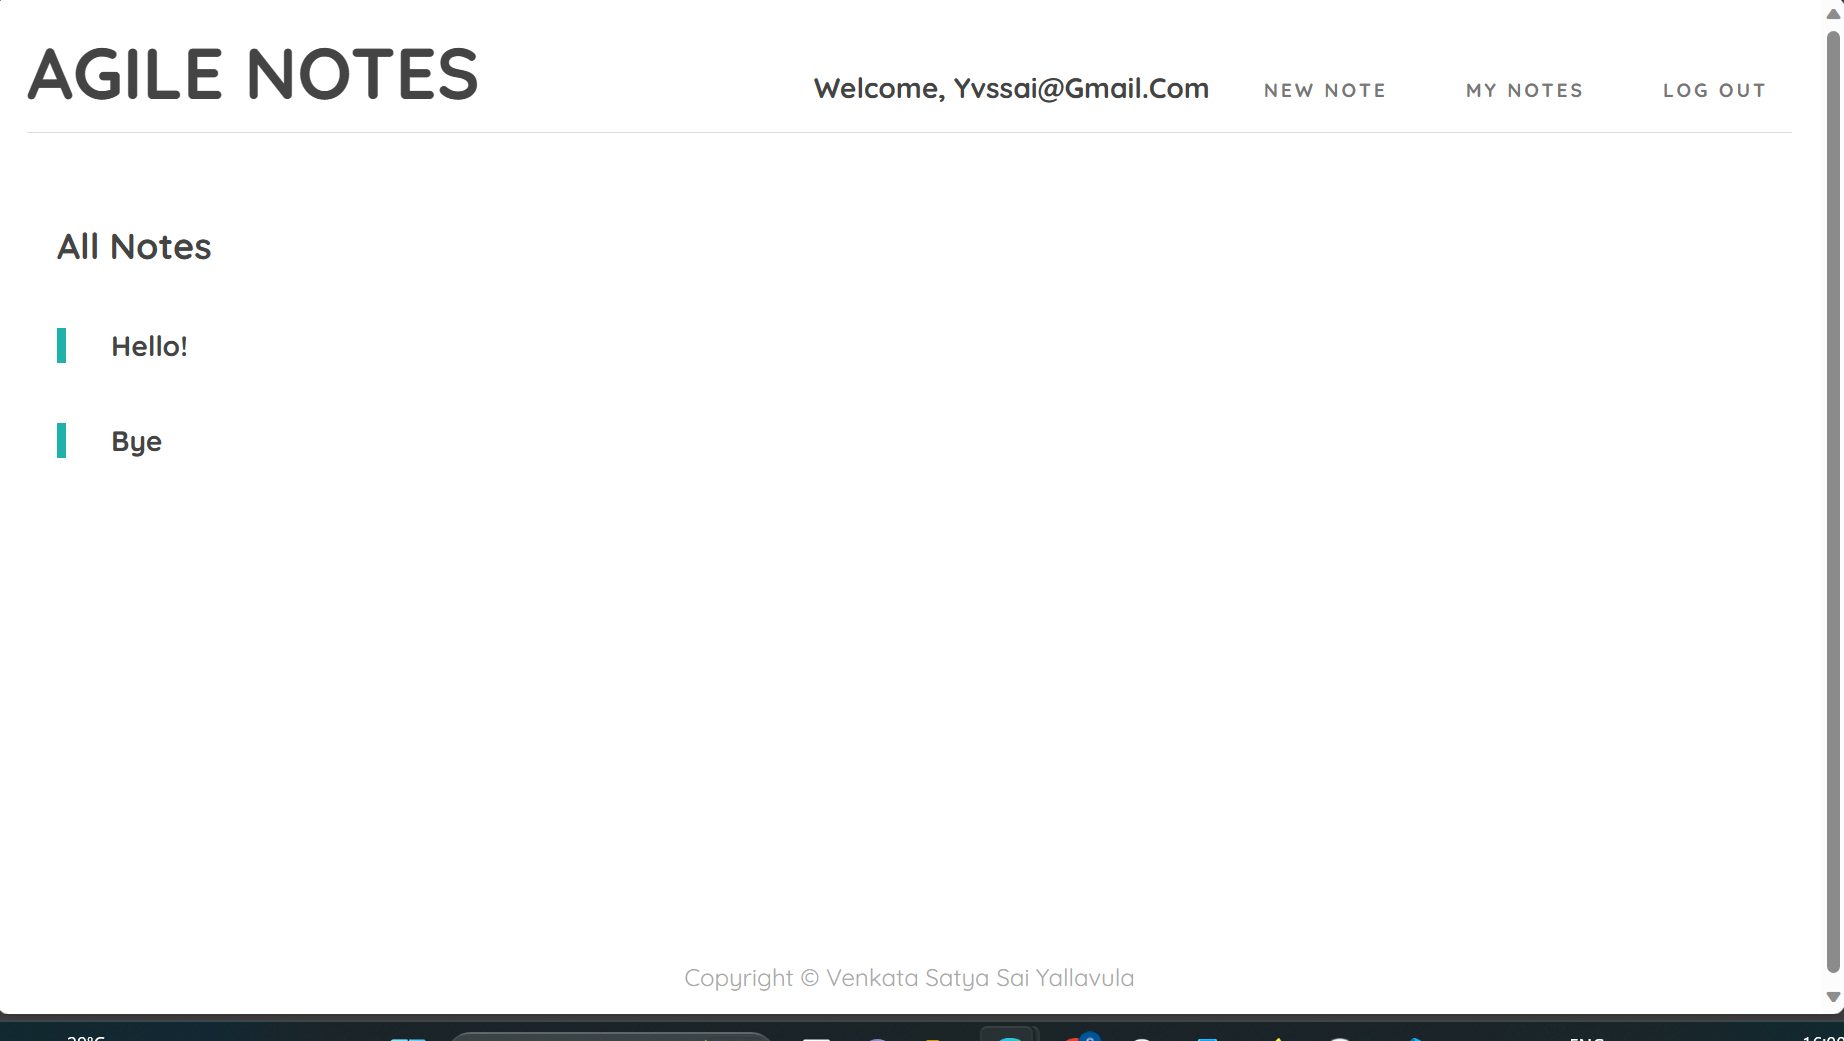 AGILE NOTES
Welcome, Yvssai@Gmail.Com NEW NOTE MY NOTES LOG OUT
All Notes
Hello!
Bye
Copyright © Venkata Satya Sai Yallavula